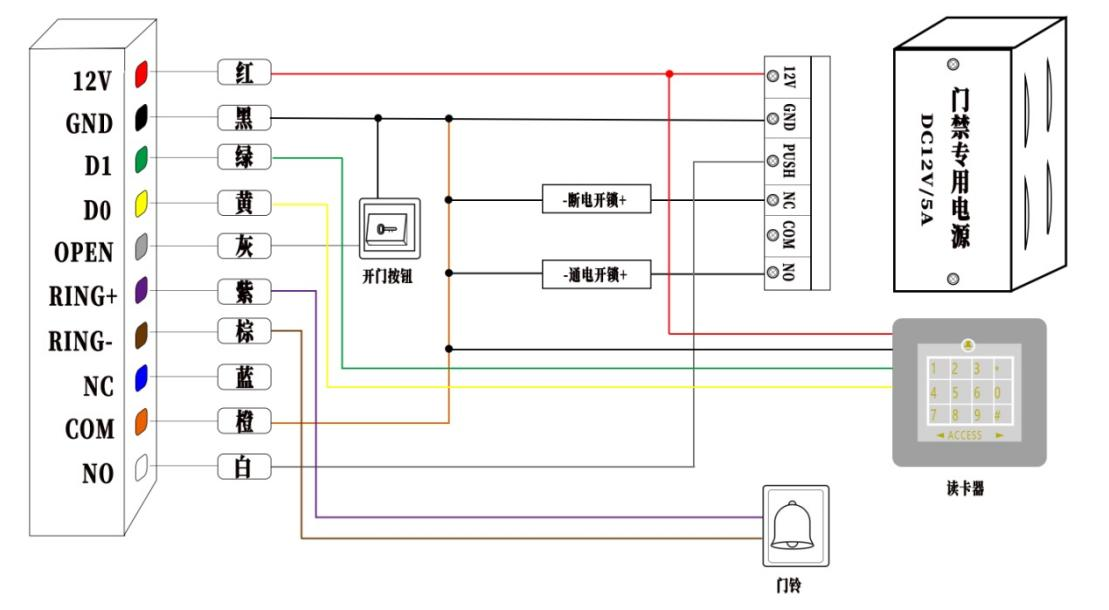 12V
红
GND
黑
D1
绿
D0
黄
OPEN
灰
RING+
紫
RING-
棕
NC
蓝
COM
橙
NO
白
开门按钮
-断电开锁+
-通电开锁+
12V
GND
PUSH
NC
COM
NO
门禁专用电源
DC12V/5A
1 2 3 *
4 5 6 0
7 8 9 #
◄ ACCESS ►
读卡器
门铃